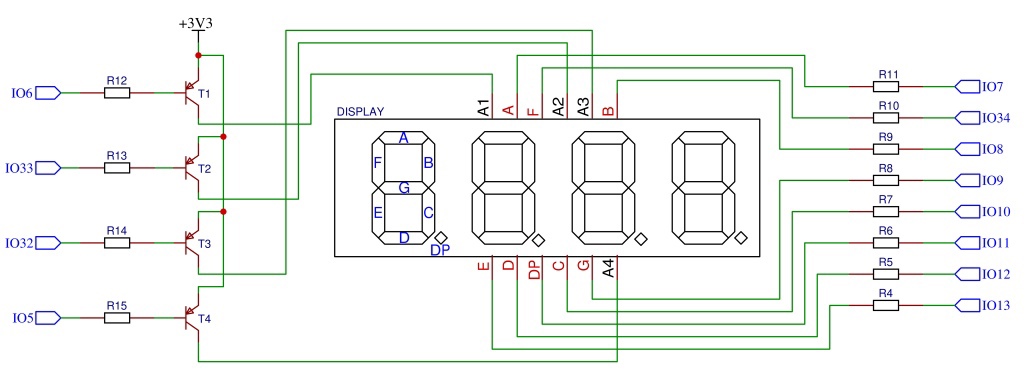 +3V3
IO6
R12
T1
IO33
R13
T2
IO32
R14
T3
IO5
R15
T4
DISPLAY
A1
A
F
A2
A3
B
A
F
B
G
E
C
D
DP
E
D
DP
C
G
A4
R11
IO7
R10
IO34
R9
IO8
R8
IO9
R7
IO10
R6
IO11
R5
IO12
R4
IO13